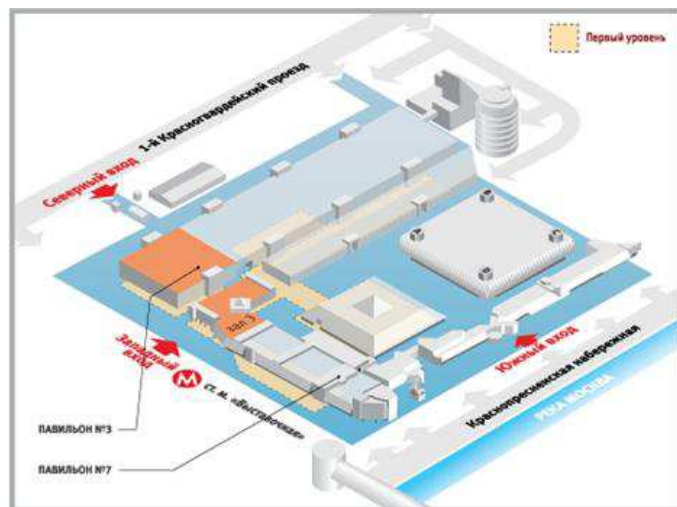 Первый уровень
1-й Красногвардейский проезд
Северный вход
зал 3
Западный
вход
М
ст. м. «Выставочная»
Южный вход
Краснопресненская набережная
РЕКА МОСКВА
ПАВИЛЬОН №3
ПАВИЛЬОН №7